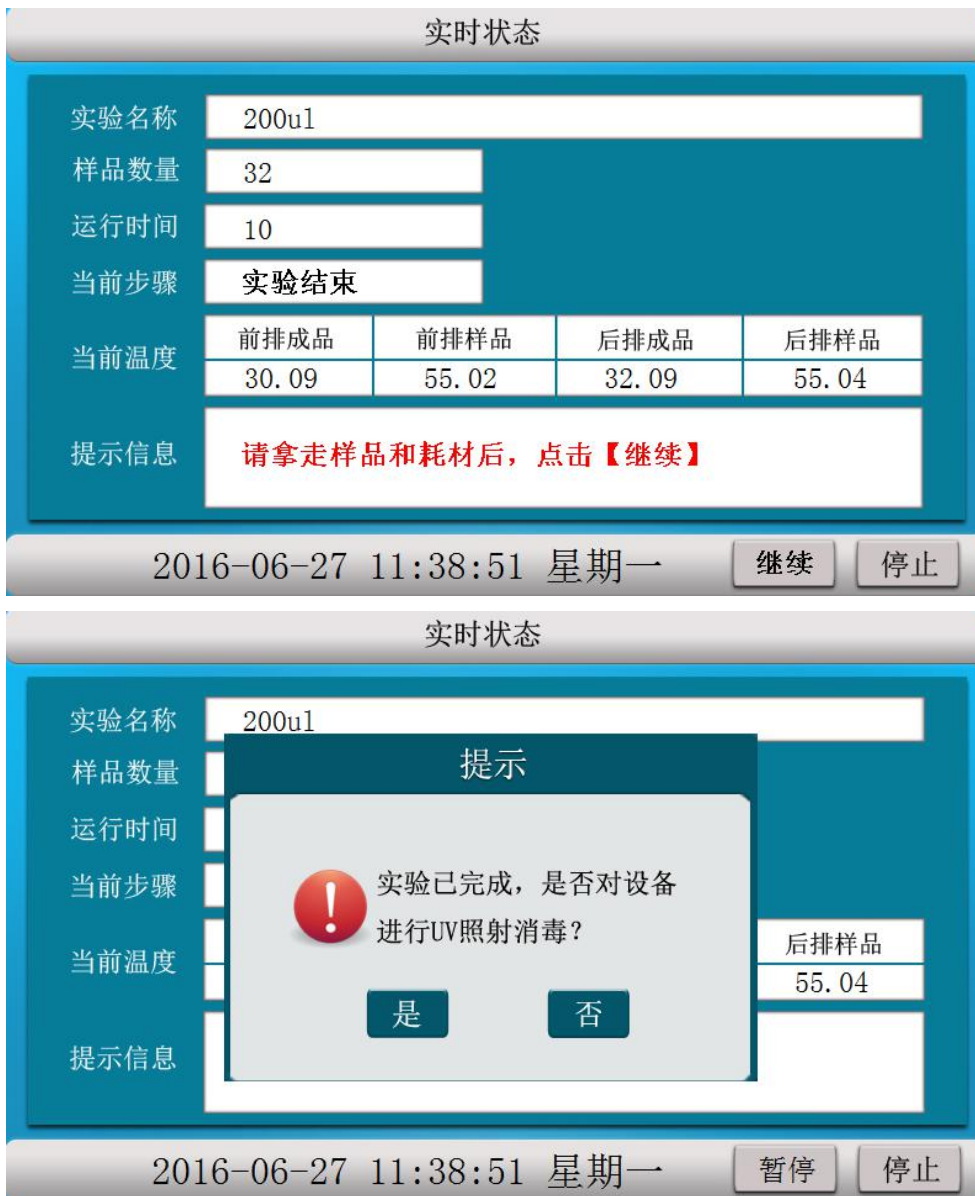 实时状态
实验名称 200ul
样品数量 32
运行时间 10
当前步骤 实验结束
当前温度 前排成品 前排样品 后排成品 后排样品
30.09 55.02 32.09 55.04
提示信息 请拿走样品和耗材后，点击【继续】
2016-06-27 11:38:51 星期一 继续 停止
实时状态
实验名称 200ul
提示
样品数量
运行时间
当前步骤 实验已完成，是否对设备
进行UV照射消毒？
当前温度 后排样品
55.04
是 否
提示信息
2016-06-27 11:38:51 星期一 暂停 停止